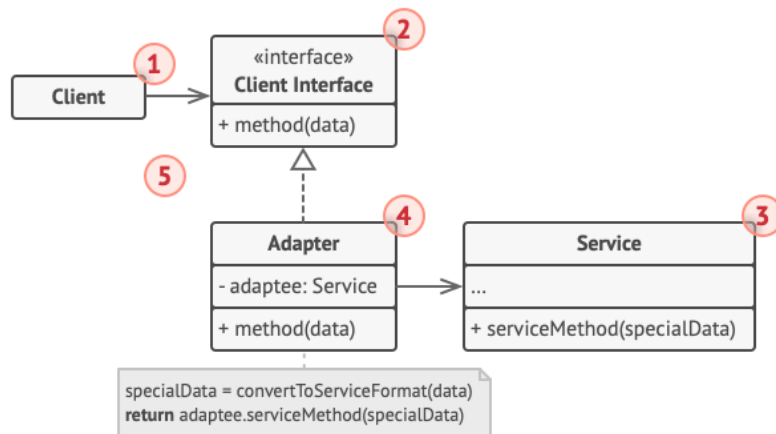 1
2
«interface»
Client Interface
Client
+ method(data)
5
4
3
Adapter
Service
- adaptee: Service
...
+ method(data)
+ serviceMethod(specialData)
specialData = convertToServiceFormat(data)
return adaptee.serviceMethod(specialData)